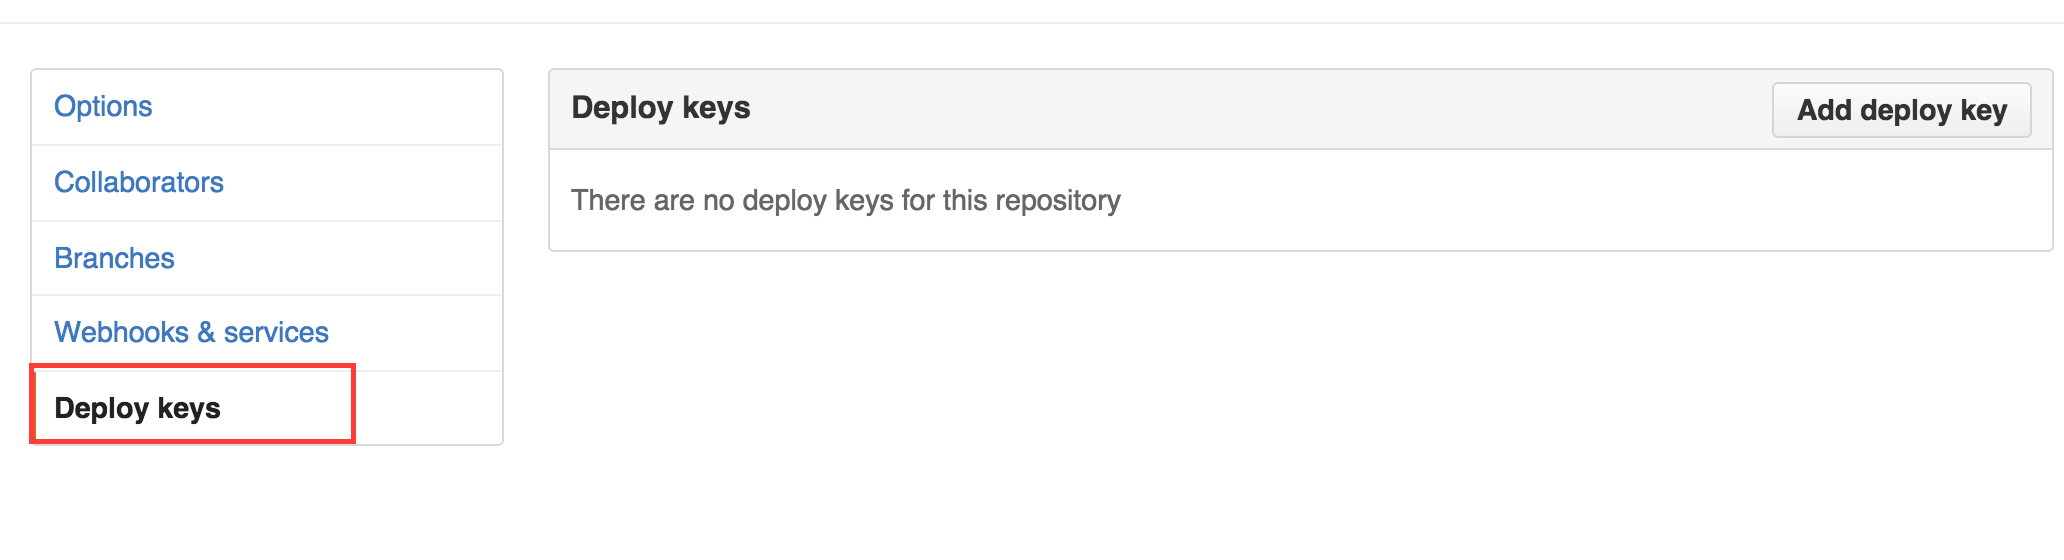 Options
Collaborators
Branches
Webhooks & services
Deploy keys
Deploy keys
Add deploy key
There are no deploy keys for this repository